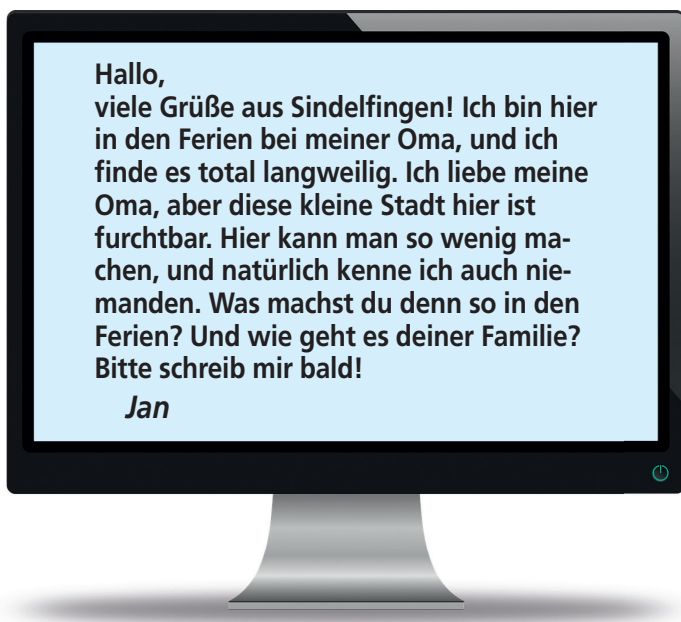 Hallo,
viele Grüße aus Sindelfingen! Ich bin hier
in den Ferien bei meiner Oma, und ich
finde es total langweilig. Ich liebe meine
Oma, aber diese kleine Stadt hier ist
furchtbar. Hier kann man so wenig ma-
chen, und natürlich kenne ich auch nie-
manden. Was machst du denn so in den
Ferien? Und wie geht es deiner Familie?
Bitte schreib mir bald!
Jan